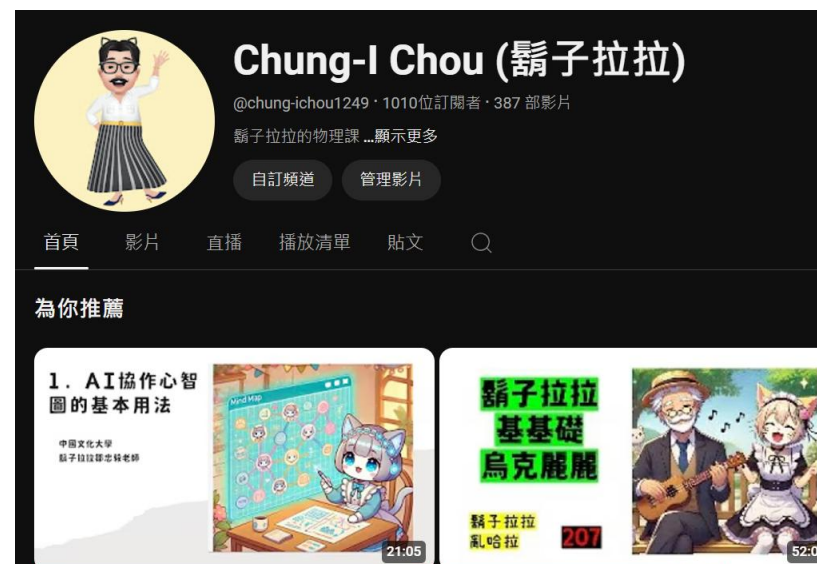 Chung-I Chou (鬍子拉拉)
@chung-ichou1249 · 1010位訂閱者 · 387 部影片
鬍子拉拉的物理課 ...顯示更多
自訂頻道 管理影片
首頁 影片 直播 播放清單 貼文
為你推薦
1. AI協作心智
圖的基本用法
中國文化大學
鬍子拉拉鄒忠毅老師
Mind Map
21:05
鬍子拉拉
基基礎
烏克麗麗
鬍子拉拉
亂哈拉
207
52:0